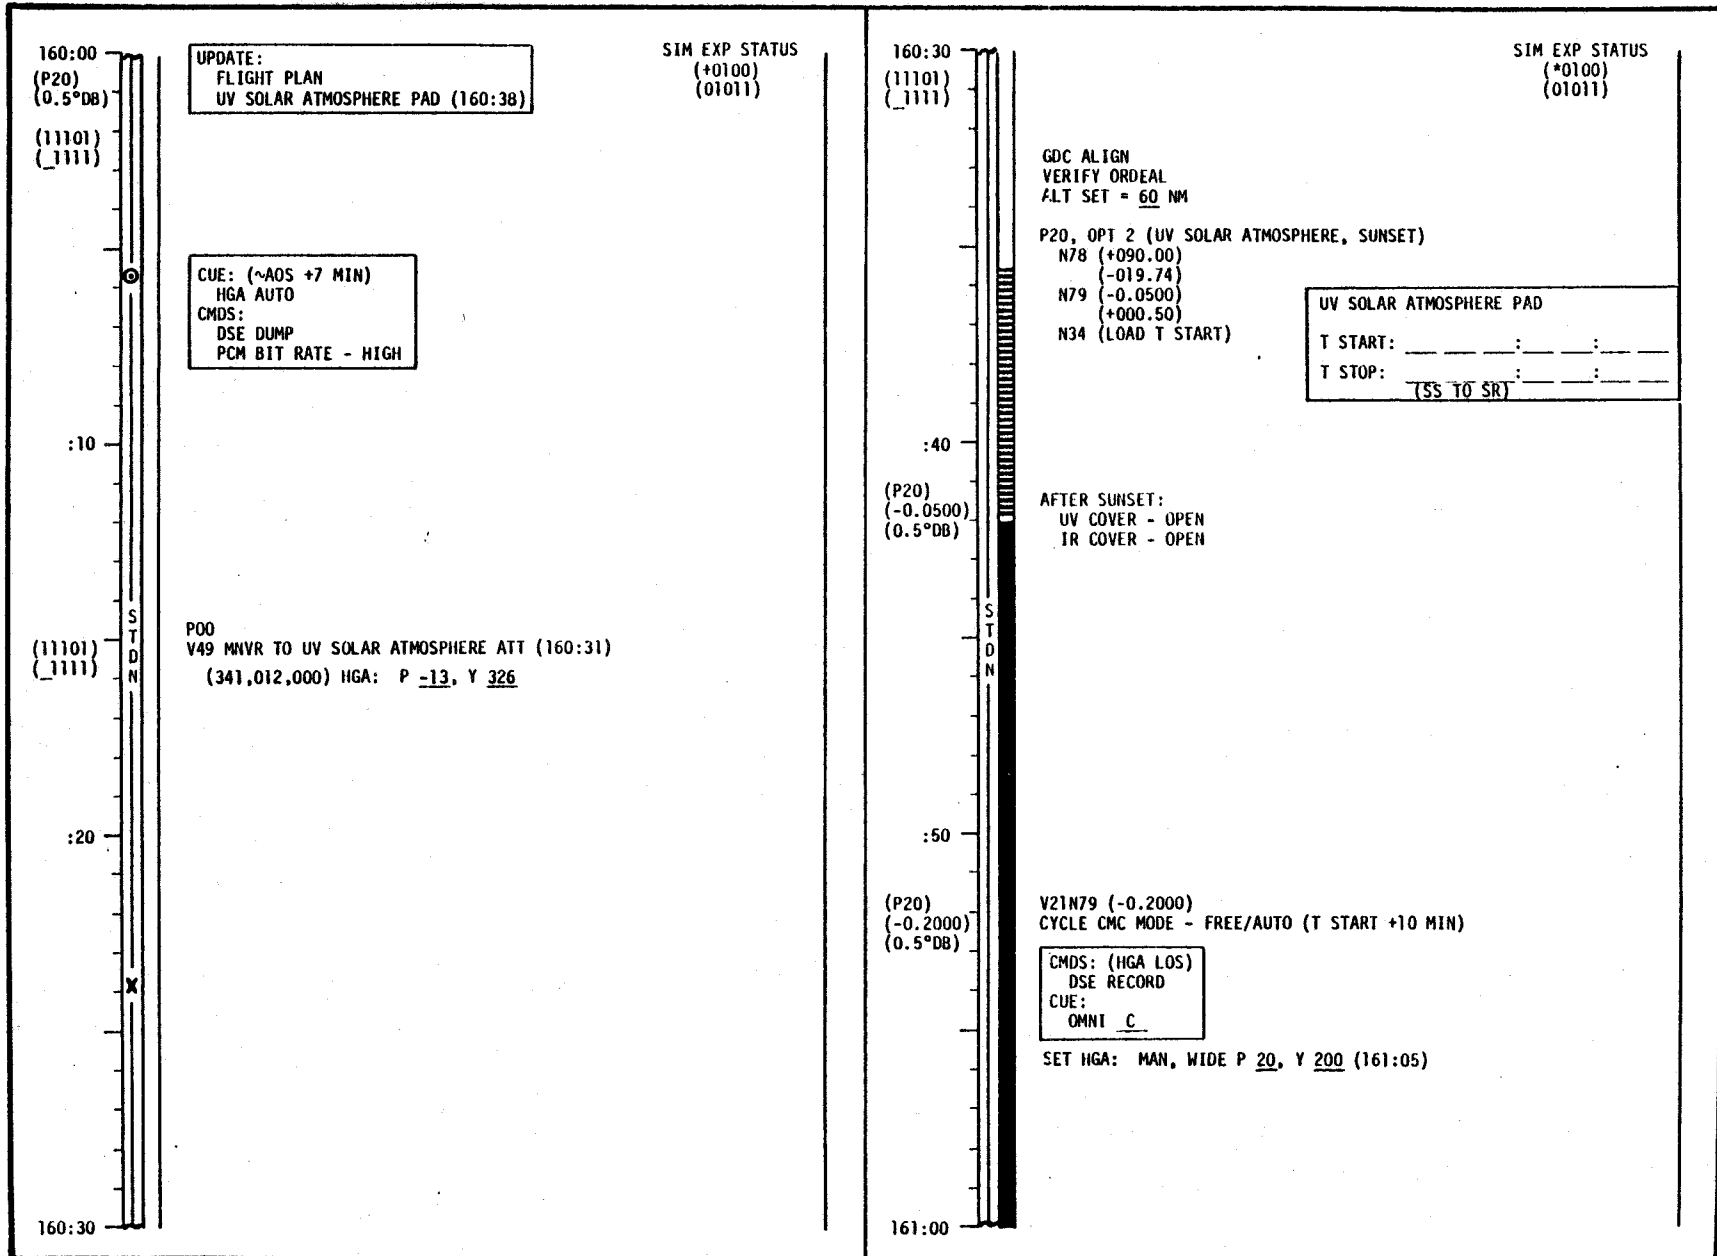 160:00
(P20)
(0.5°DB)
(11101)
(_1111)
UPDATE:
FLIGHT PLAN
UV SOLAR ATMOSPHERE PAD (160:38)
SIM EXP STATUS
(+0100)
(01011)
CUE: (~AOS +7 MIN)
HGA AUTO
CMDS:
DSE DUMP
PCM BIT RATE - HIGH
:10
STDN
(11101)
(_1111)
P00
V49 MNVR TO UV SOLAR ATMOSPHERE ATT (160:31)
(341,012,000) HGA: P -13, Y 326
:20
X
160:30
160:30
(11101)
(_1111)
SIM EXP STATUS
(*0100)
(01011)
GDC ALIGN
VERIFY ORDEAL
ALT SET = 60 NM
P20, OPT 2 (UV SOLAR ATMOSPHERE, SUNSET)
N78 (+090.00)
(-019.74)
N79 (-0.0500)
(+000.50)
N34 (LOAD T START)
UV SOLAR ATMOSPHERE PAD
T START: ___ ___ ___:___ ___:___ ___
T STOP: ___ ___ ___:___ ___:___ ___
(SS TO SR)
:40
(P20)
(-0.0500)
(0.5°DB)
AFTER SUNSET:
UV COVER - OPEN
IR COVER - OPEN
STDN
:50
(P20)
(-0.2000)
(0.5°DB)
V21N79 (-0.2000)
CYCLE CMC MODE - FREE/AUTO (T START +10 MIN)
CMDS: (HGA LOS)
DSE RECORD
CUE:
OMNI C
SET HGA: MAN, WIDE P 20, Y 200 (161:05)
161:00